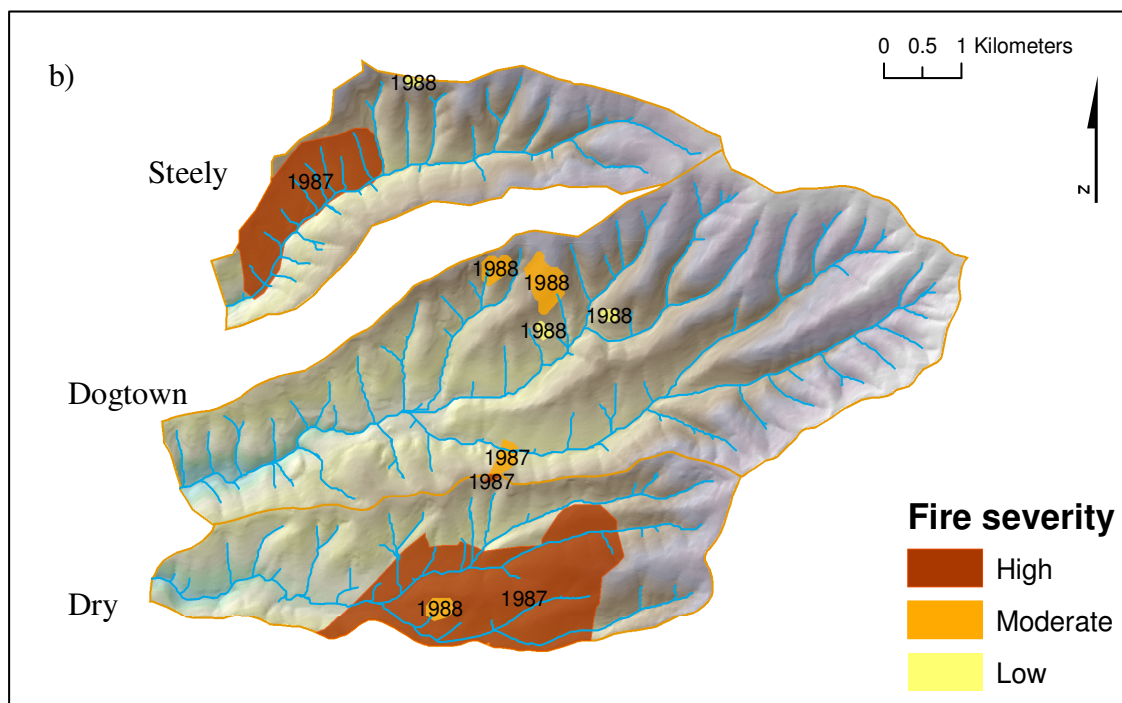 b)
0 0.5 1 Kilometers
z
1988
Steely
1987
1988
1988
1988
1988
Dogtown
1987
1987
Dry
1987
1988
Fire severity
High
Moderate
Low